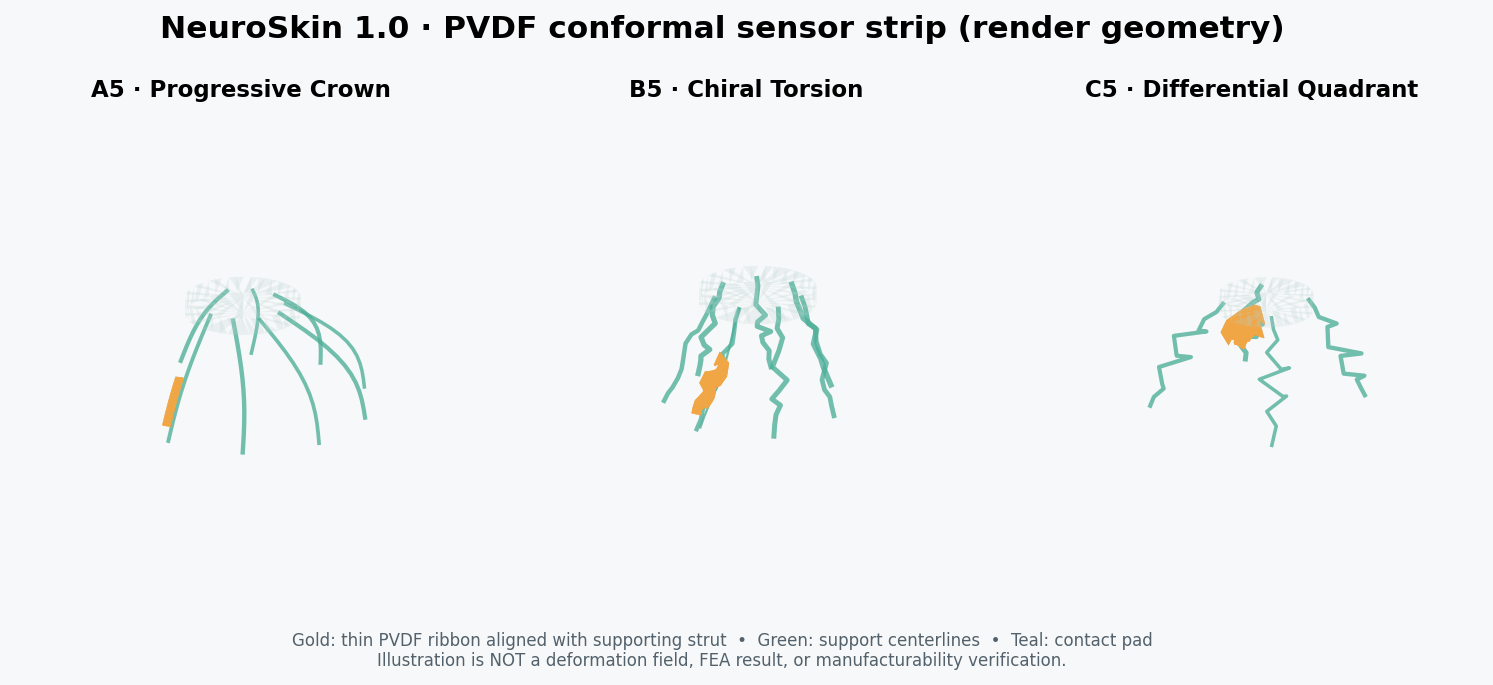 NeuroSkin 1.0 · PVDF conformal sensor strip (render geometry)
A5 · Progressive Crown
B5 · Chiral Torsion
C5 · Differential Quadrant
Gold: thin PVDF ribbon aligned with supporting strut • Green: support centerlines • Teal: contact pad
Illustration is NOT a deformation field, FEA result, or manufacturability verification.